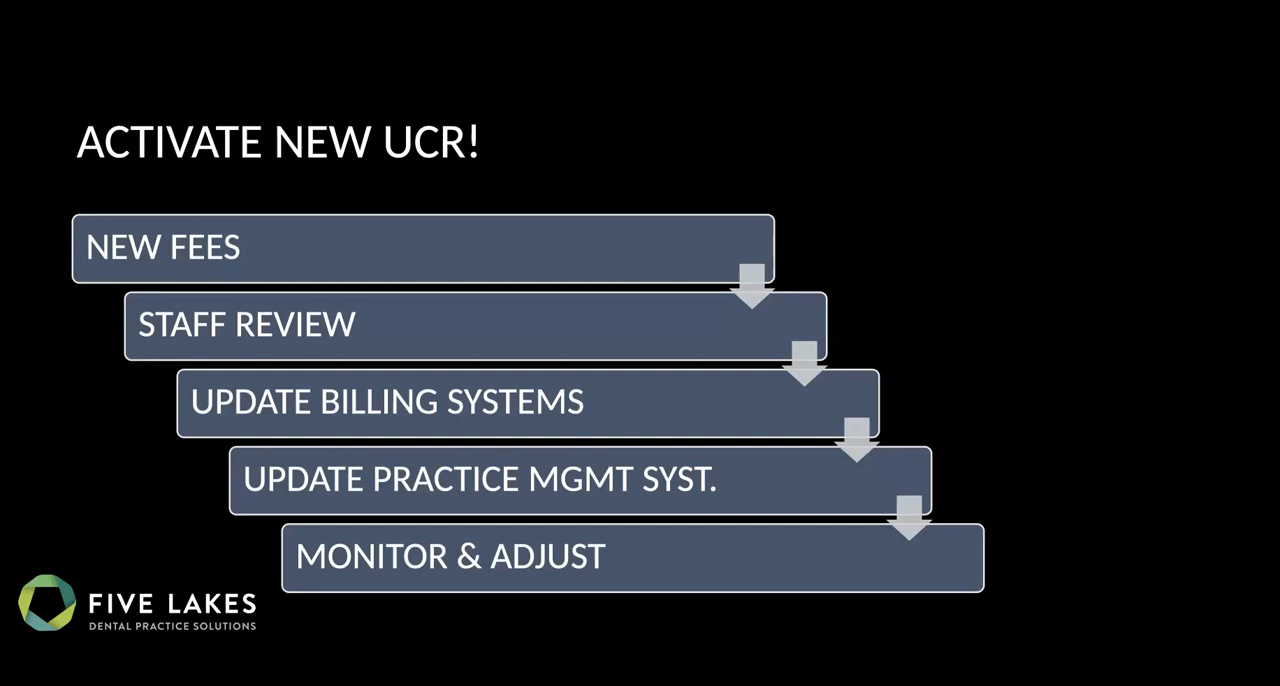 ACTIVATE NEW UCR!
NEW FEES
STAFF REVIEW
UPDATE BILLING SYSTEMS
UPDATE PRACTICE MGMT SYST.
MONITOR & ADJUST
FIVE LAKES
DENTAL PRACTICE SOLUTIONS